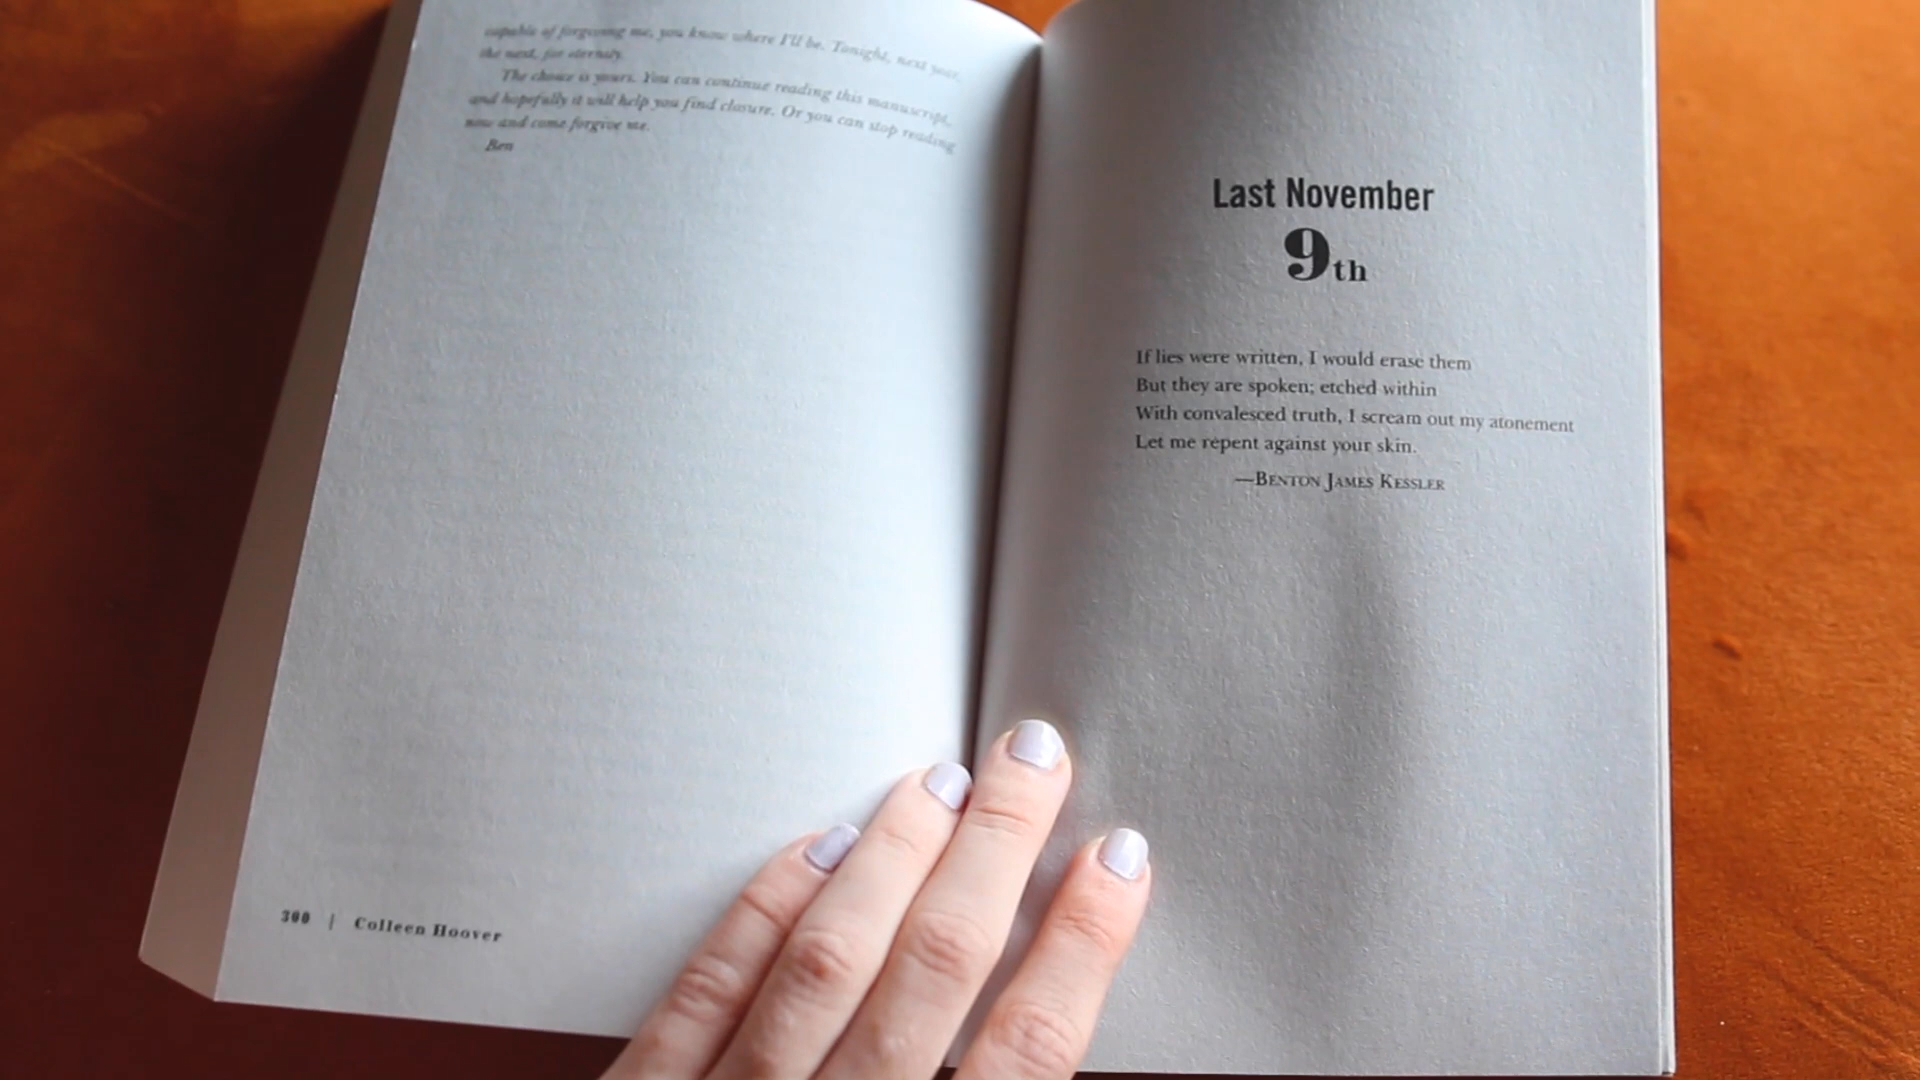 capable of forgiving me, you know where I'll be. Tonight, next year,
the next, for eternity.
The choice is yours. You can continue reading this manuscript,
and hopefully it will help you find closure. Or you can stop reading
now and come forgive me.
Ben
300 | Colleen Hoover
Last November
9th
If lies were written, I would erase them
But they are spoken; etched within
With convalesced truth, I scream out my atonement
Let me repent against your skin.
—BENTON JAMES KESSLER